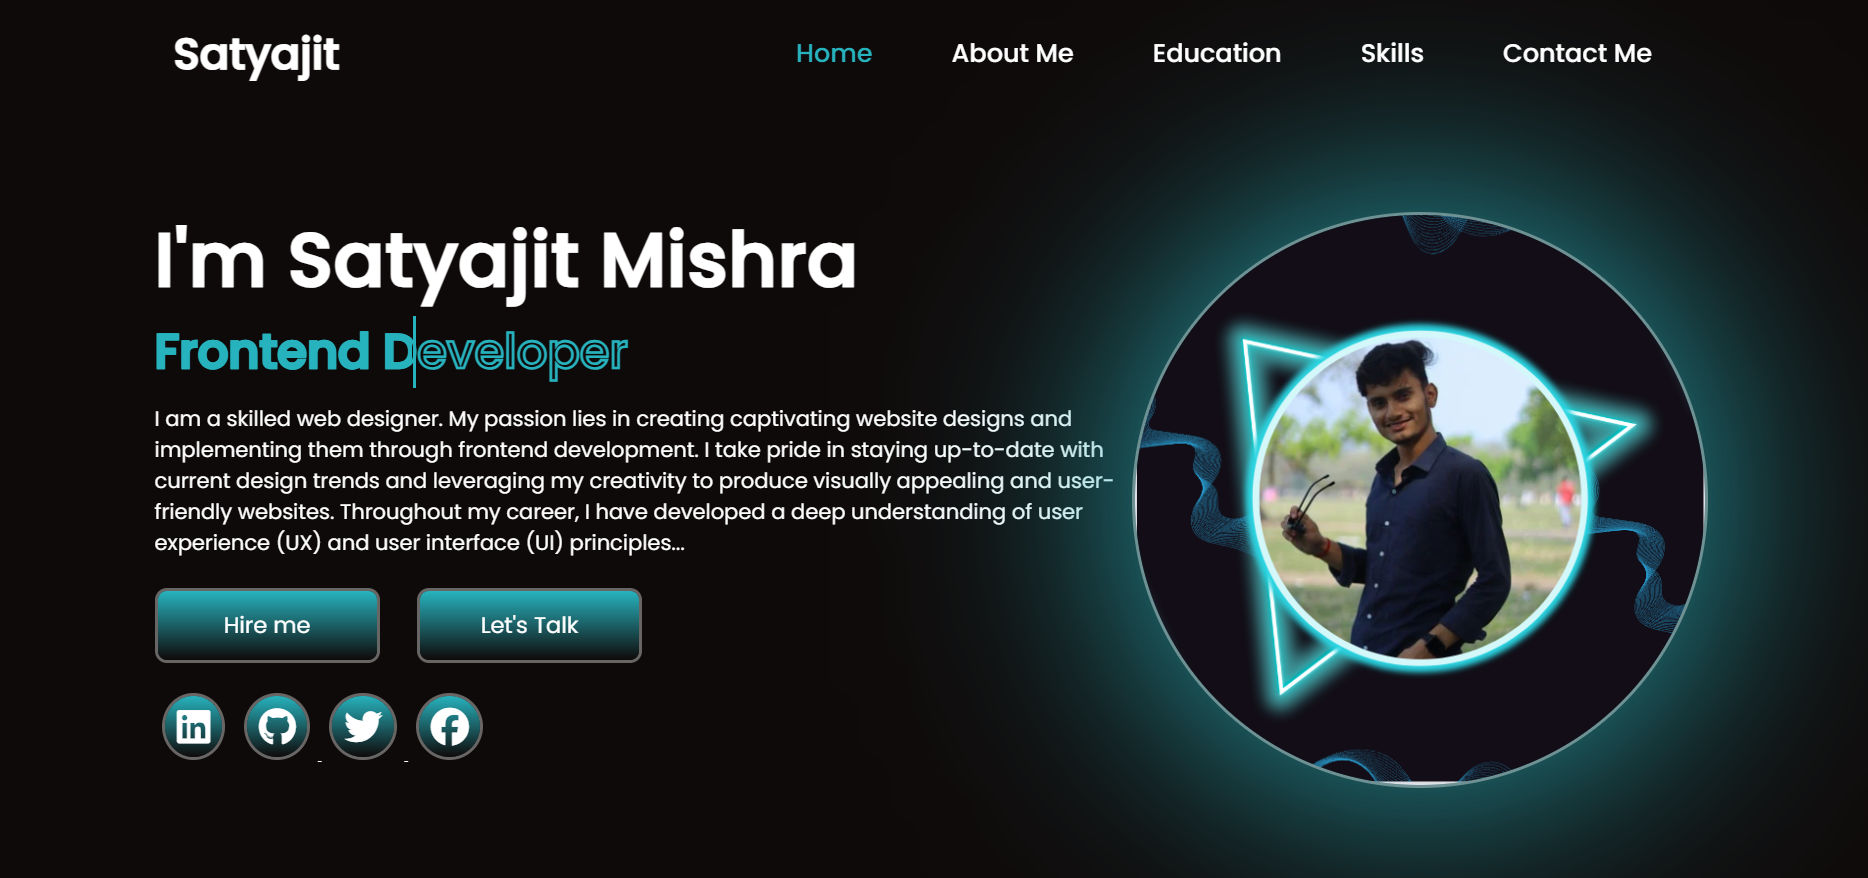 Satyajit
Home About Me Education Skills Contact Me
I'm Satyajit Mishra
Frontend Developer
I am a skilled web designer. My passion lies in creating captivating website designs and
implementing them through frontend development. I take pride in staying up-to-date with
current design trends and leveraging my creativity to produce visually appealing and user-
friendly websites. Throughout my career, I have developed a deep understanding of user
experience (UX) and user interface (UI) principles...
Hire me
Let's Talk
in